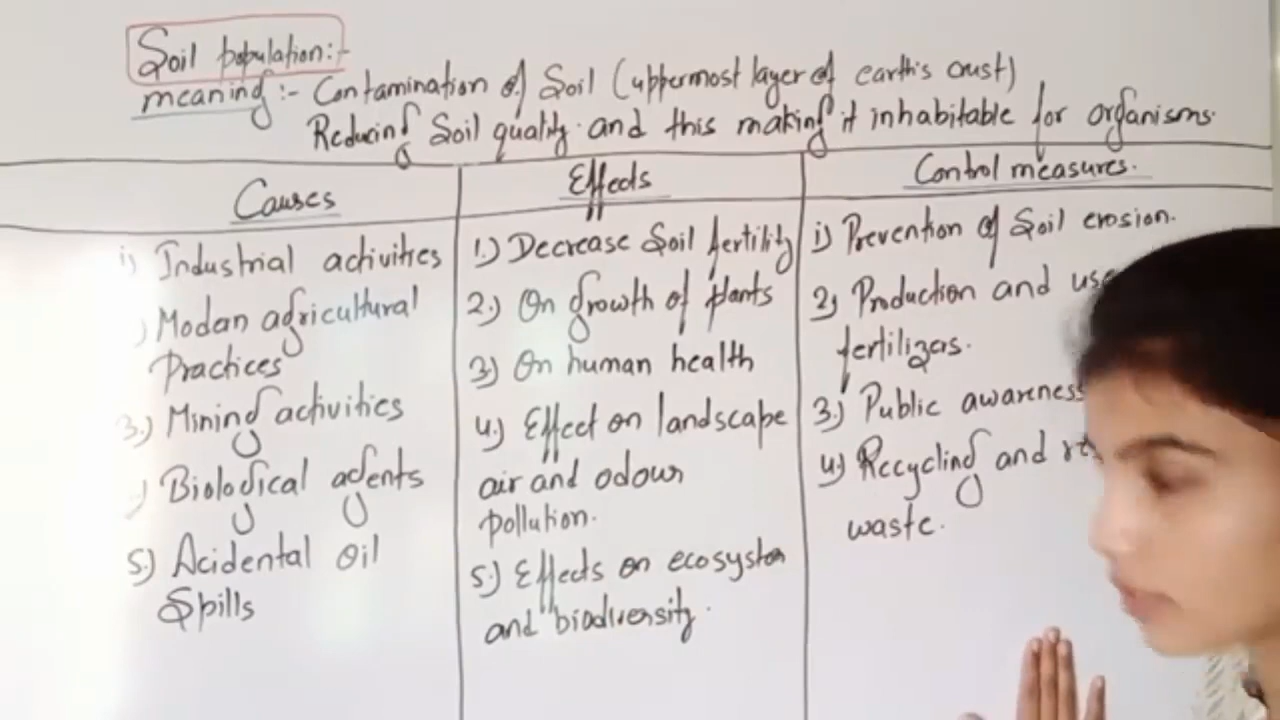 Soil population:-
meaning :- Contamination of Soil (uppermost layer of earth's crust)
Reducing Soil quality and this making it inhabitable for organisms.
Causes
i) Industrial activities
) Modan agricultural
Practices
3.) Mining activities
) Biological agents
5.) Acidental oil
Spills
Effects
1.) Decrease Soil fertility
2.) On growth of plants
3.) On human health
4.) Effect on landscape
air and odour
pollution.
5.) Effects on ecosystem
and biodiversity.
Control measures.
i) Prevention of Soil erosion.
2) Production and use
fertilizers.
3.) Public awareness
4.) Recycling and
waste.